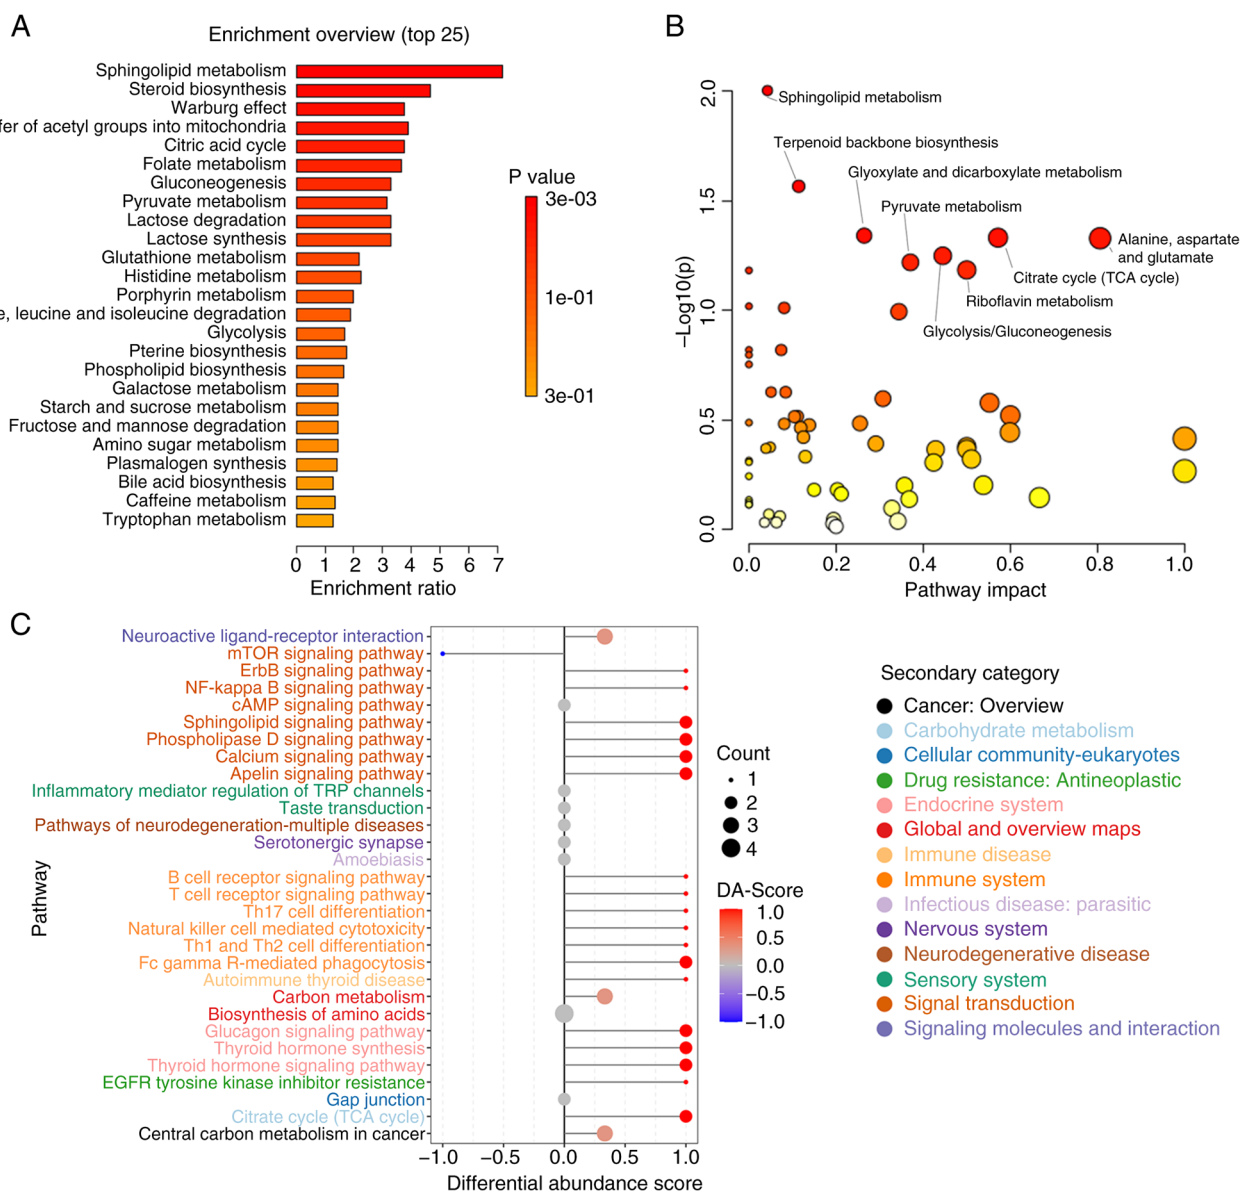 A
Enrichment overview (top 25)
Sphingolipid metabolism
Steroid biosynthesis
Warburg effect
fer of acetyl groups into mitochondria
Citric acid cycle
Folate metabolism
Gluconeogenesis
Pyruvate metabolism
Lactose degradation
Lactose synthesis
Glutathione metabolism
Histidine metabolism
Porphyrin metabolism
e, leucine and isoleucine degradation
Glycolysis
Pterine biosynthesis
Phospholipid biosynthesis
Galactose metabolism
Starch and sucrose metabolism
Fructose and mannose degradation
Amino sugar metabolism
Plasmalogen synthesis
Bile acid biosynthesis
Caffeine metabolism
Tryptophan metabolism
0 1 2 3 4 5 6 7
Enrichment ratio
P value
3e-03
1e-01
3e-01
B
2.0
1.5
1.0
0.5
0.0
−Log10(p)
Sphingolipid metabolism
Terpenoid backbone biosynthesis
Glyoxylate and dicarboxylate metabolism
Pyruvate metabolism
Alanine, aspartate
and glutamate
Citrate cycle (TCA cycle)
Riboflavin metabolism
Glycolysis/Gluconeogenesis
0.0 0.2 0.4 0.6 0.8 1.0
Pathway impact
C
Pathway
Neuroactive ligand-receptor interaction
mTOR signaling pathway
ErbB signaling pathway
NF-kappa B signaling pathway
cAMP signaling pathway
Sphingolipid signaling pathway
Phospholipase D signaling pathway
Calcium signaling pathway
Apelin signaling pathway
Inflammatory mediator regulation of TRP channels
Taste transduction
Pathways of neurodegeneration-multiple diseases
Serotonergic synapse
Amoebiasis
B cell receptor signaling pathway
T cell receptor signaling pathway
Th17 cell differentiation
Natural killer cell mediated cytotoxicity
Th1 and Th2 cell differentiation
Fc gamma R-mediated phagocytosis
Autoimmune thyroid disease
Carbon metabolism
Biosynthesis of amino acids
Glucagon signaling pathway
Thyroid hormone synthesis
Thyroid hormone signaling pathway
EGFR tyrosine kinase inhibitor resistance
Gap junction
Citrate cycle (TCA cycle)
Central carbon metabolism in cancer
−1.0 −0.5 0.0 0.5 1.0
Differential abundance score
Count
1
2
3
4
DA-Score
1.0
0.5
0.0
−0.5
−1.0
Secondary category
Cancer: Overview
Carbohydrate metabolism
Cellular community-eukaryotes
Drug resistance: Antineoplastic
Endocrine system
Global and overview maps
Immune disease
Immune system
Infectious disease: parasitic
Nervous system
Neurodegenerative disease
Sensory system
Signal transduction
Signaling molecules and interaction